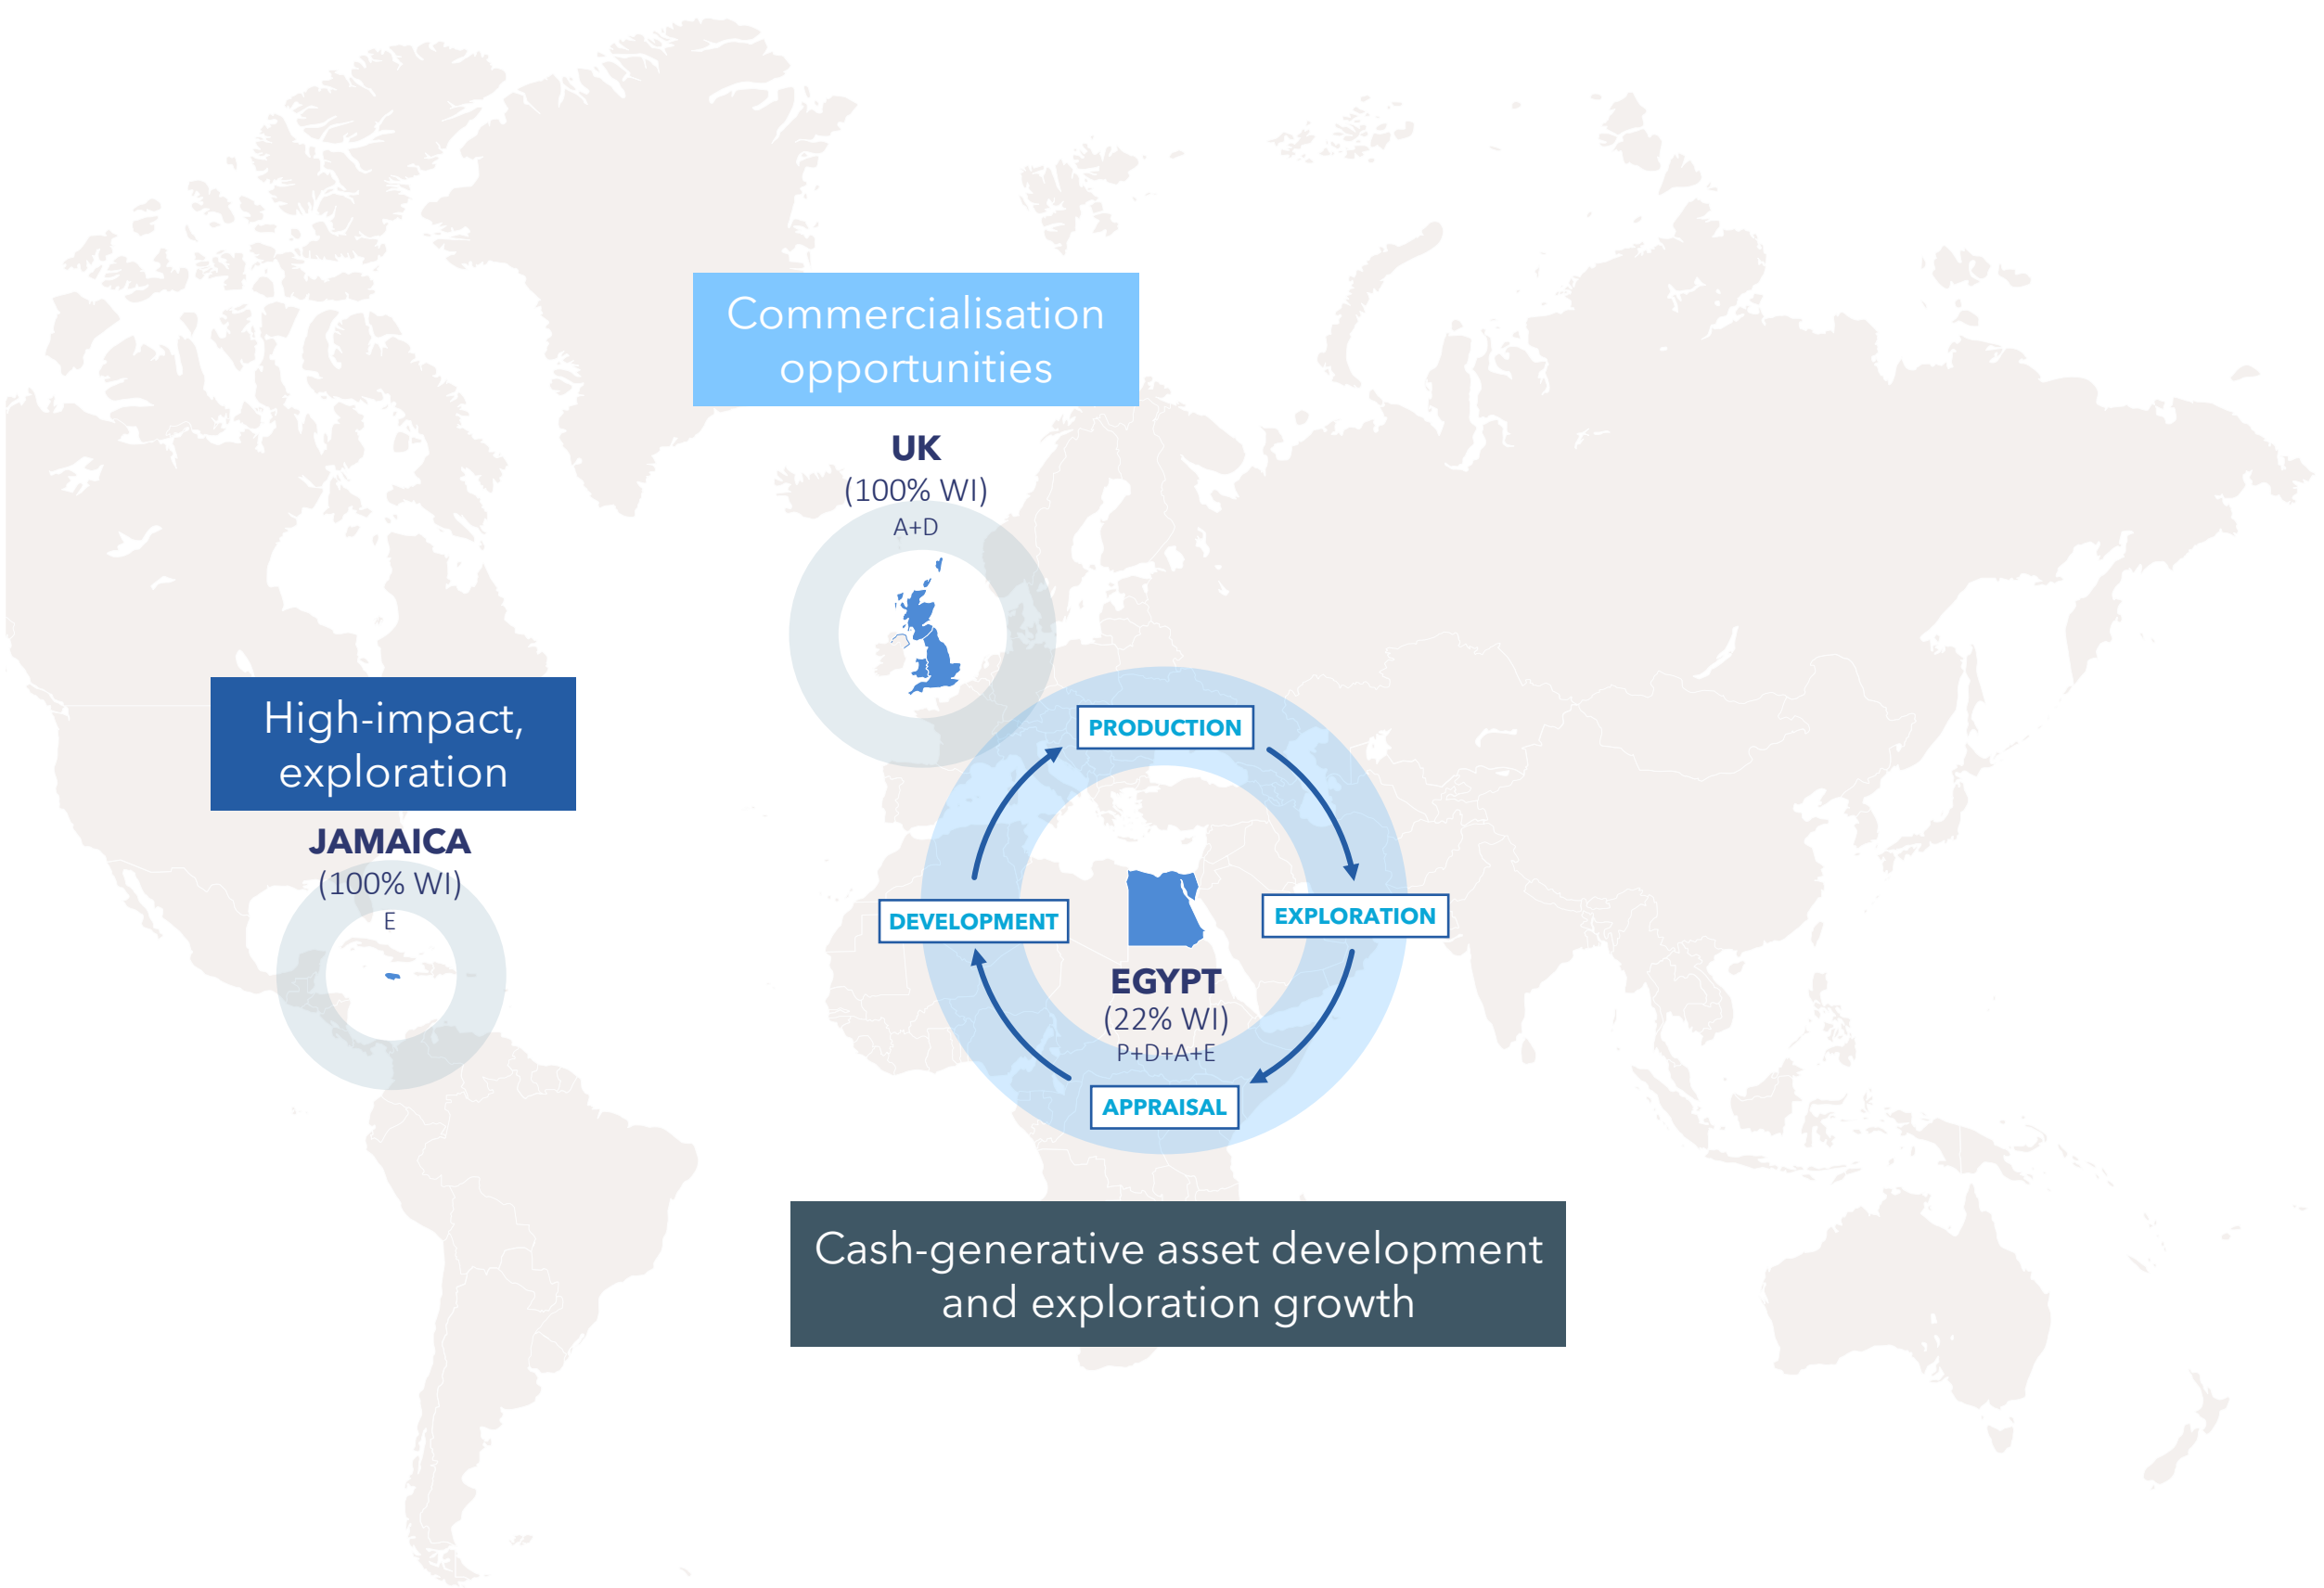 Commercialisation
opportunities
UK
(100% WI)
A+D
High-impact,
exploration
JAMAICA
(100% WI)
E
PRODUCTION
DEVELOPMENT
EXPLORATION
EGYPT
(22% WI)
P+D+A+E
APPRAISAL
Cash-generative asset development
and exploration growth